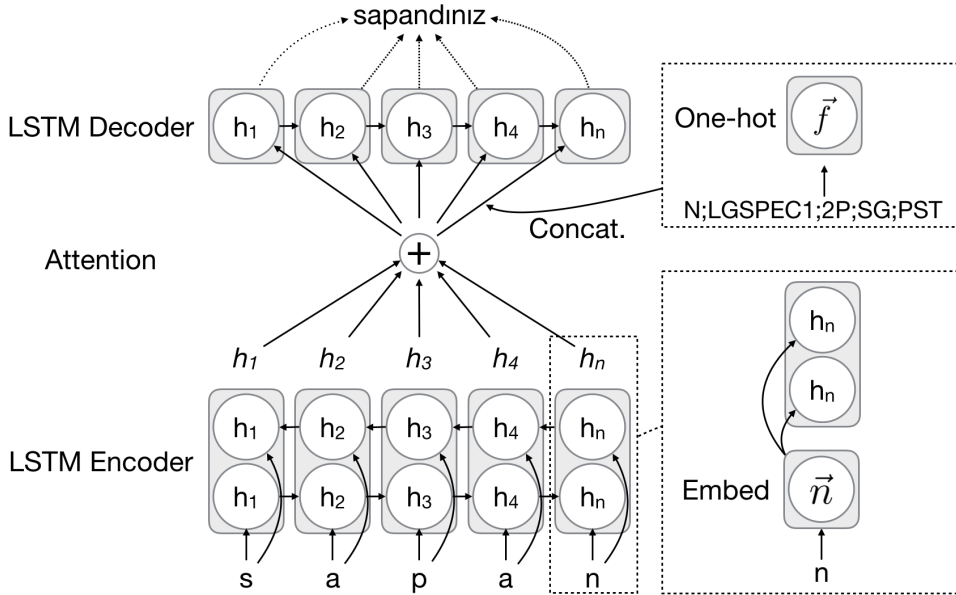 sapandınız
LSTM Decoder
h1 h2 h3 h4 hn
One-hot
f⃗
N;LGSPEC1;2P;SG;PST
Concat.
Attention
+
h1 h2 h3 h4 hn
LSTM Encoder
h1 h2 h3 h4 hn
h1 h2 h3 h4 hn
s a p a n
hn
hn
Embed
n⃗
n